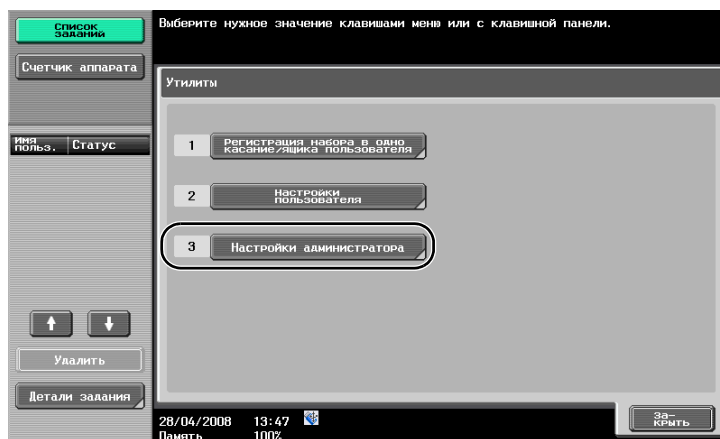 Список
заданий
Выберите нужное значение клавишами меню или с клавишной панели.
Счетчик аппарата
Утилиты
Имя
польз.
Статус
1
Регистрация набора в одно
касание/ящика пользователя
2
Настройки
пользователя
3
Настройки администратора
Удалить
Детали задания
28/04/2008 13:47
Память 100%
За-
крыть